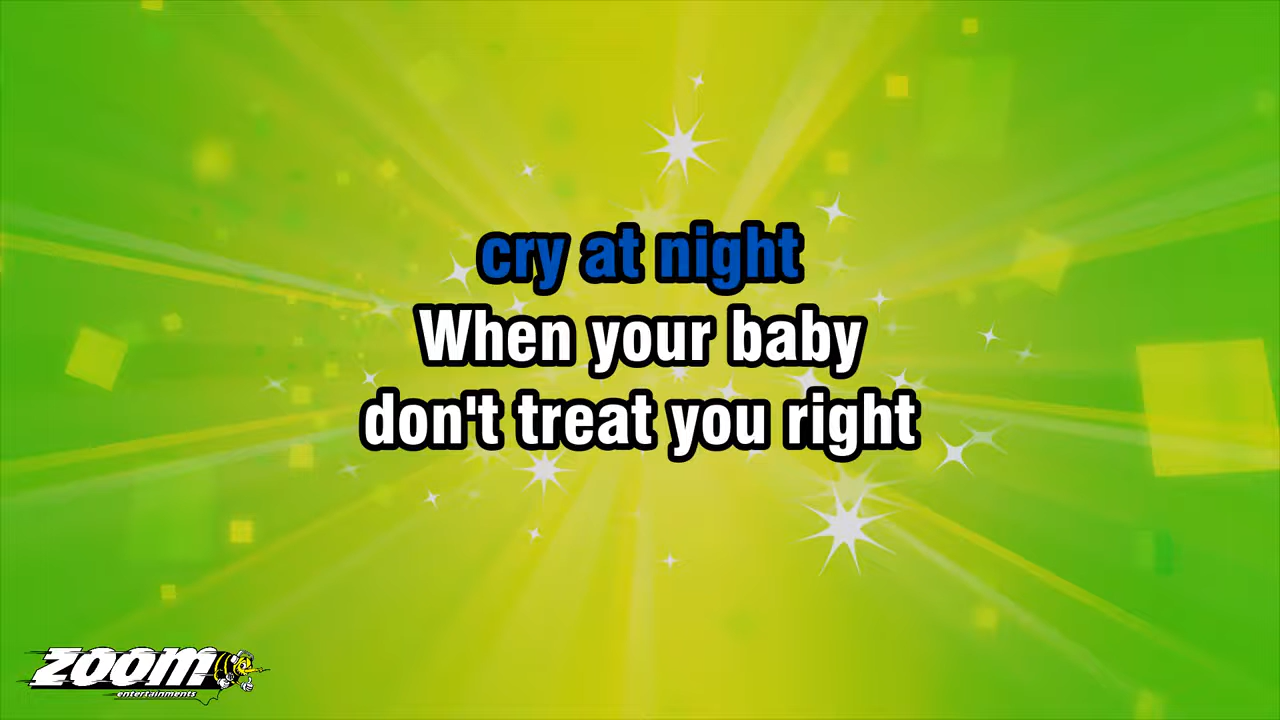 cry at night
When your baby
don't treat you right
zoom
entertainments